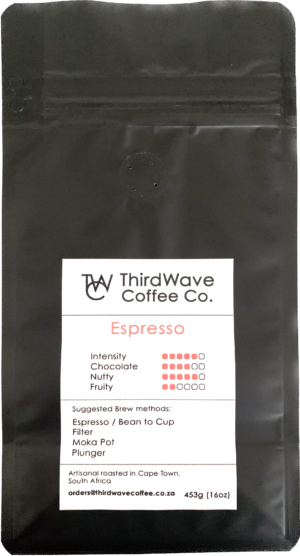 TWC ThirdWave
Coffee Co.
Espresso
Intensity
Chocolate
Nutty
Fruity
Suggested Brew methods:
Espresso / Bean to Cup
Filter
Moka Pot
Plunger
Artisanal roasted in Cape Town.
South Africa
orders@thirdwavecoffee.co.za 453g (16oz)